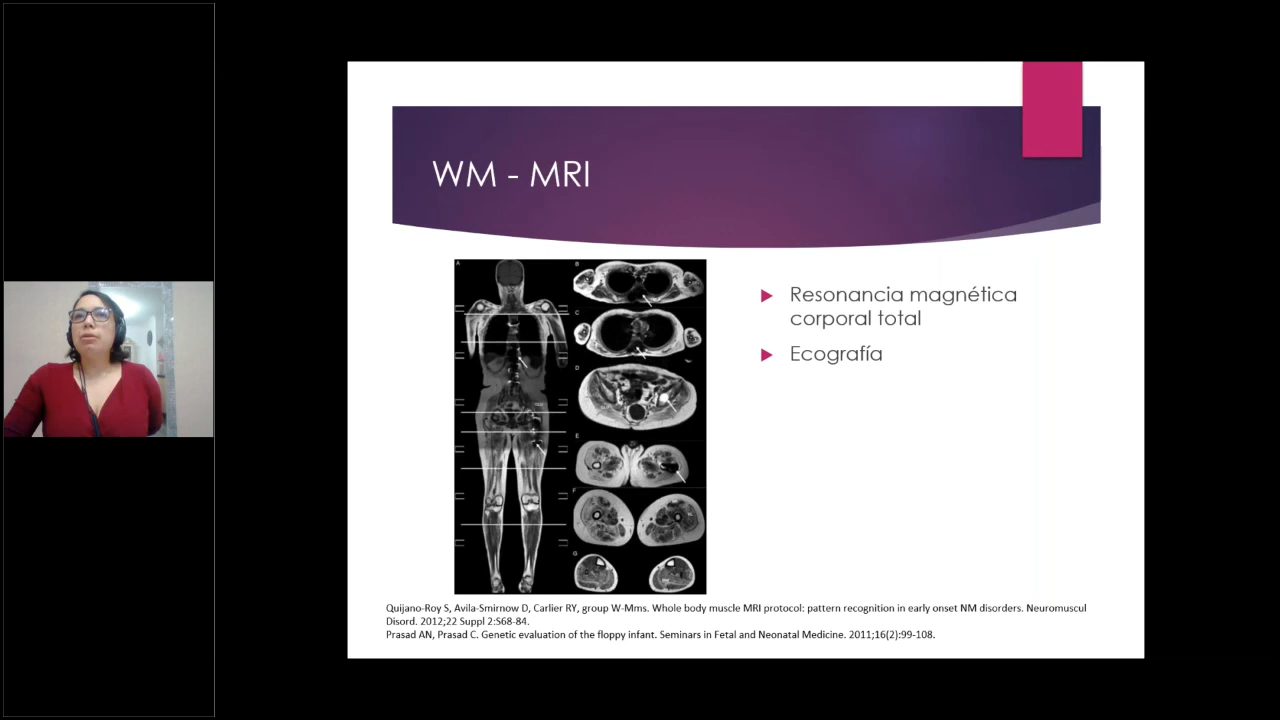 WM - MRI
A
B
C
D
E
F
G
Resonancia magnética
corporal total
Ecografía
Quijano-Roy S, Avila-Smirnow D, Carlier RY, group W-Mms. Whole body muscle MRI protocol: pattern recognition in early onset NM disorders. Neuromuscul
Disord. 2012;22 Suppl 2:S68-84.
Prasad AN, Prasad C. Genetic evaluation of the floppy infant. Seminars in Fetal and Neonatal Medicine. 2011;16(2):99-108.